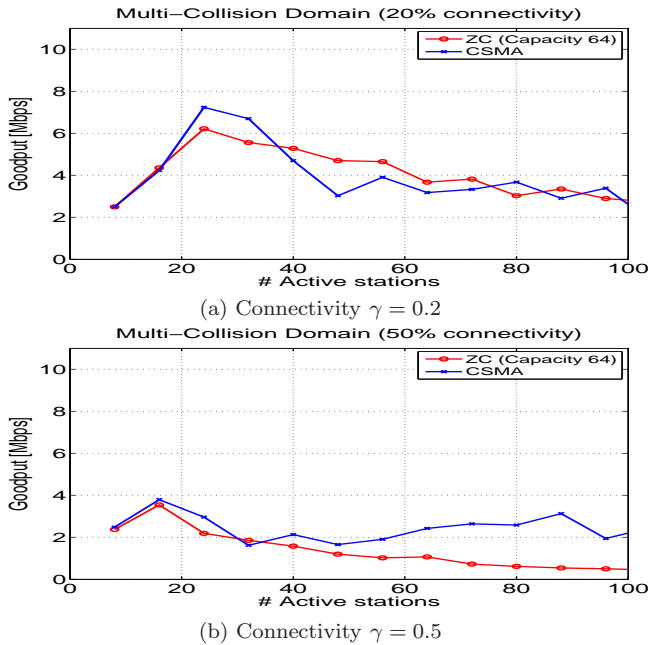 Multi-Collision Domain (20% connectivity)
Goodput [Mbps]
10
8
6
4
2
0
ZC (Capacity 64)
CSMA
0 20 40 60 80 100
# Active stations
(a) Connectivity γ = 0.2
Multi-Collision Domain (50% connectivity)
Goodput [Mbps]
10
8
6
4
2
0
ZC (Capacity 64)
CSMA
0 20 40 60 80 100
# Active stations
(b) Connectivity γ = 0.5